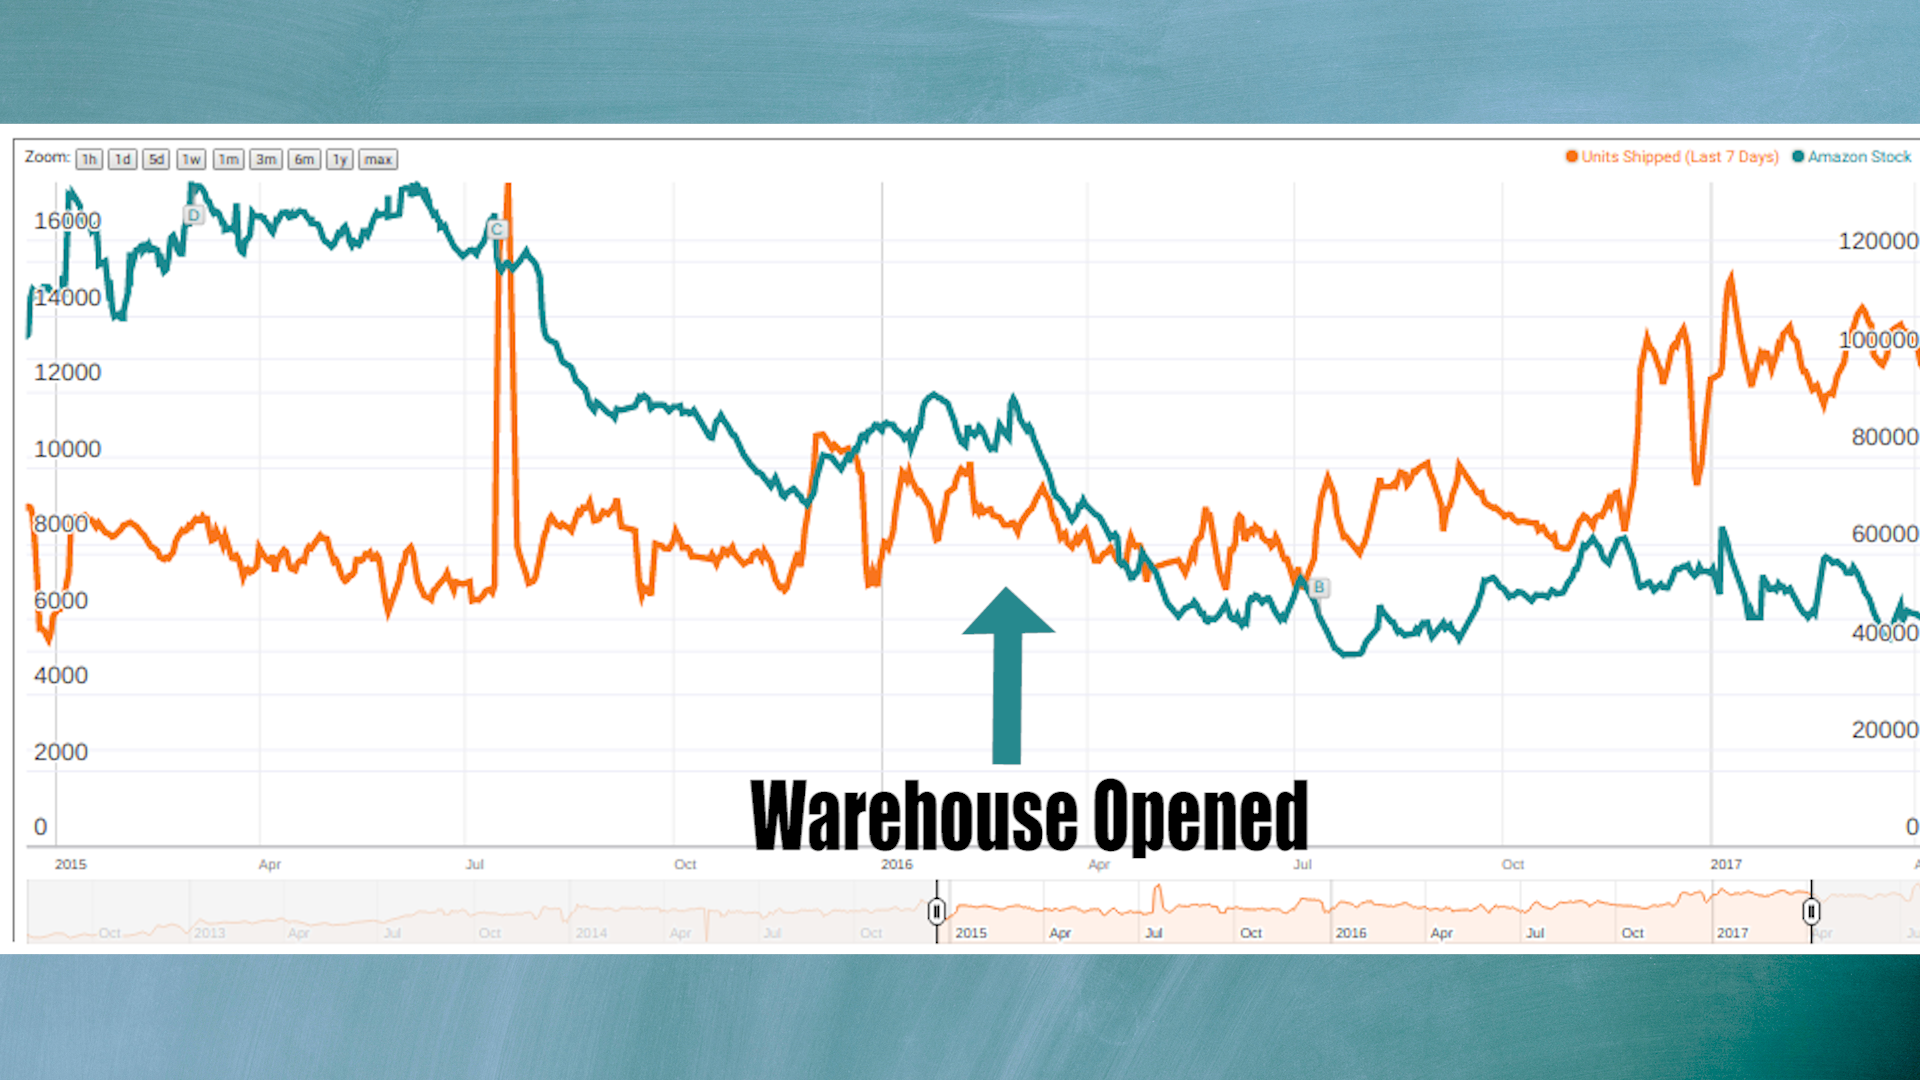 Zoom: 1h 1d 5d 1w 1m 3m 6m 1y max
Units Shipped (Last 7 Days) Amazon Stock
D
C
B
16000
14000
12000
10000
8000
6000
4000
2000
0
120000
100000
80000
60000
40000
20000
0
Warehouse Opened
2015 Apr Jul Oct 2016 Apr Jul Oct 2017
Oct 2013 Apr Jul Oct 2014 Apr Jul Oct 2015 Apr Jul Oct 2016 Apr Jul Oct 2017 Apr